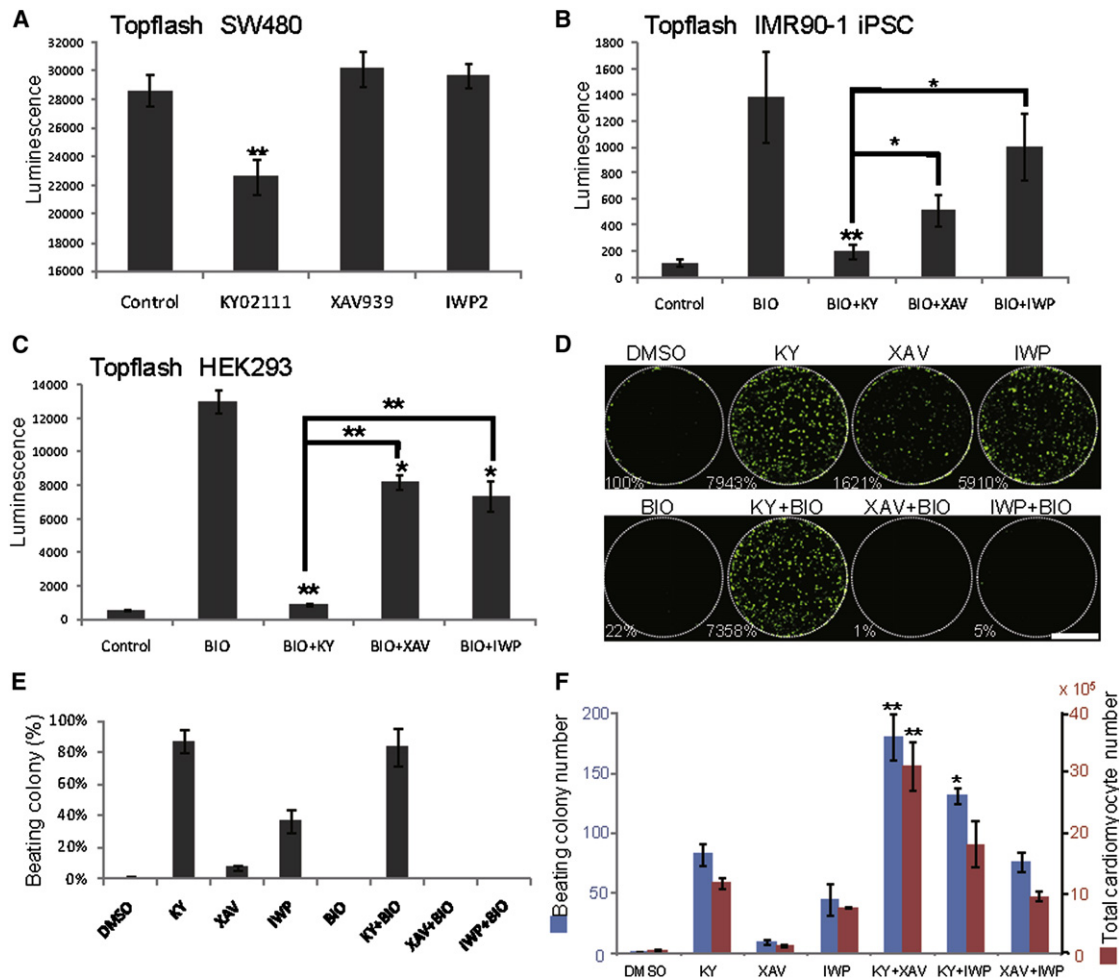 A
Topflash SW480
Luminescence
32000
30000
28000
26000
24000
22000
20000
18000
16000
**
Control KY02111 XAV939 IWP2
B
Topflash IMR90-1 iPSC
Luminescence
1800
1600
1400
1200
1000
800
600
400
200
0
*
*
**
Control BIO BIO+KY BIO+XAV BIO+IWP
C
Topflash HEK293
Luminescence
14000
12000
10000
8000
6000
4000
2000
0
**
**
* *
**
Control BIO BIO+KY BIO+XAV BIO+IWP
D
DMSO KY XAV IWP
100% 7943% 1621% 5910%
BIO KY+BIO XAV+BIO IWP+BIO
22% 7358% 1% 5%
E
Beating colony (%)
100%
80%
60%
40%
20%
0%
DMSO KY XAV IWP BIO KY+BIO XAV+BIO IWP+BIO
F
Beating colony number
200
150
100
50
0
x 10⁵
40
30
20
10
0
Total cardiomyocyte number
** ** *
DMSO KY XAV IWP KY+XAV KY+IWP XAV+IWP